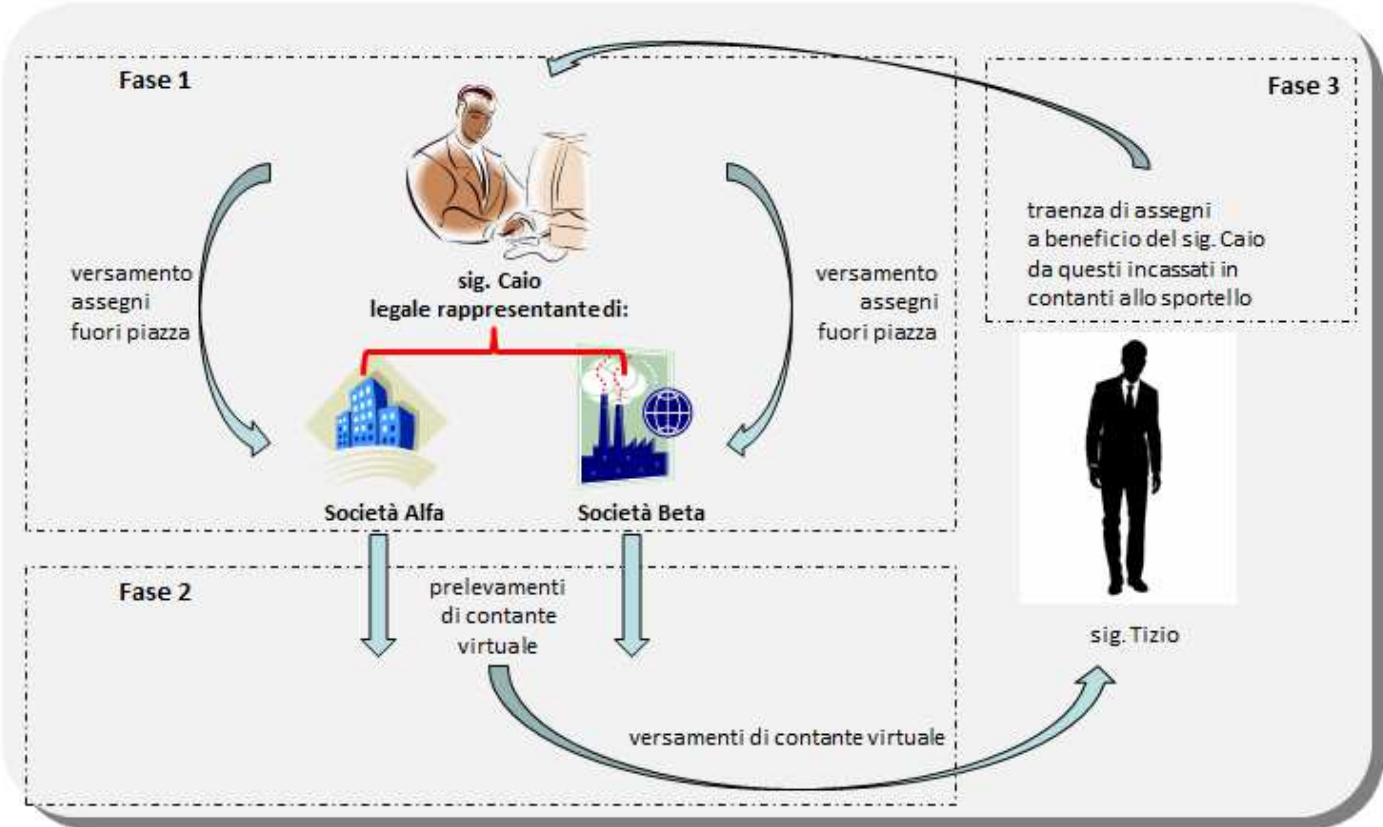 Fase 1
versamento
assegni
fuori piazza
sig. Caio
legale rappresentante di:
versamento
assegni
fuori piazza
Società Alfa
Società Beta
Fase 2
prelevamenti
di contante
virtuale
versamenti di contante virtuale
Fase 3
traenza di assegni
a beneficio del sig. Caio
da questi incassati in
contanti allo sportello
sig. Tizio